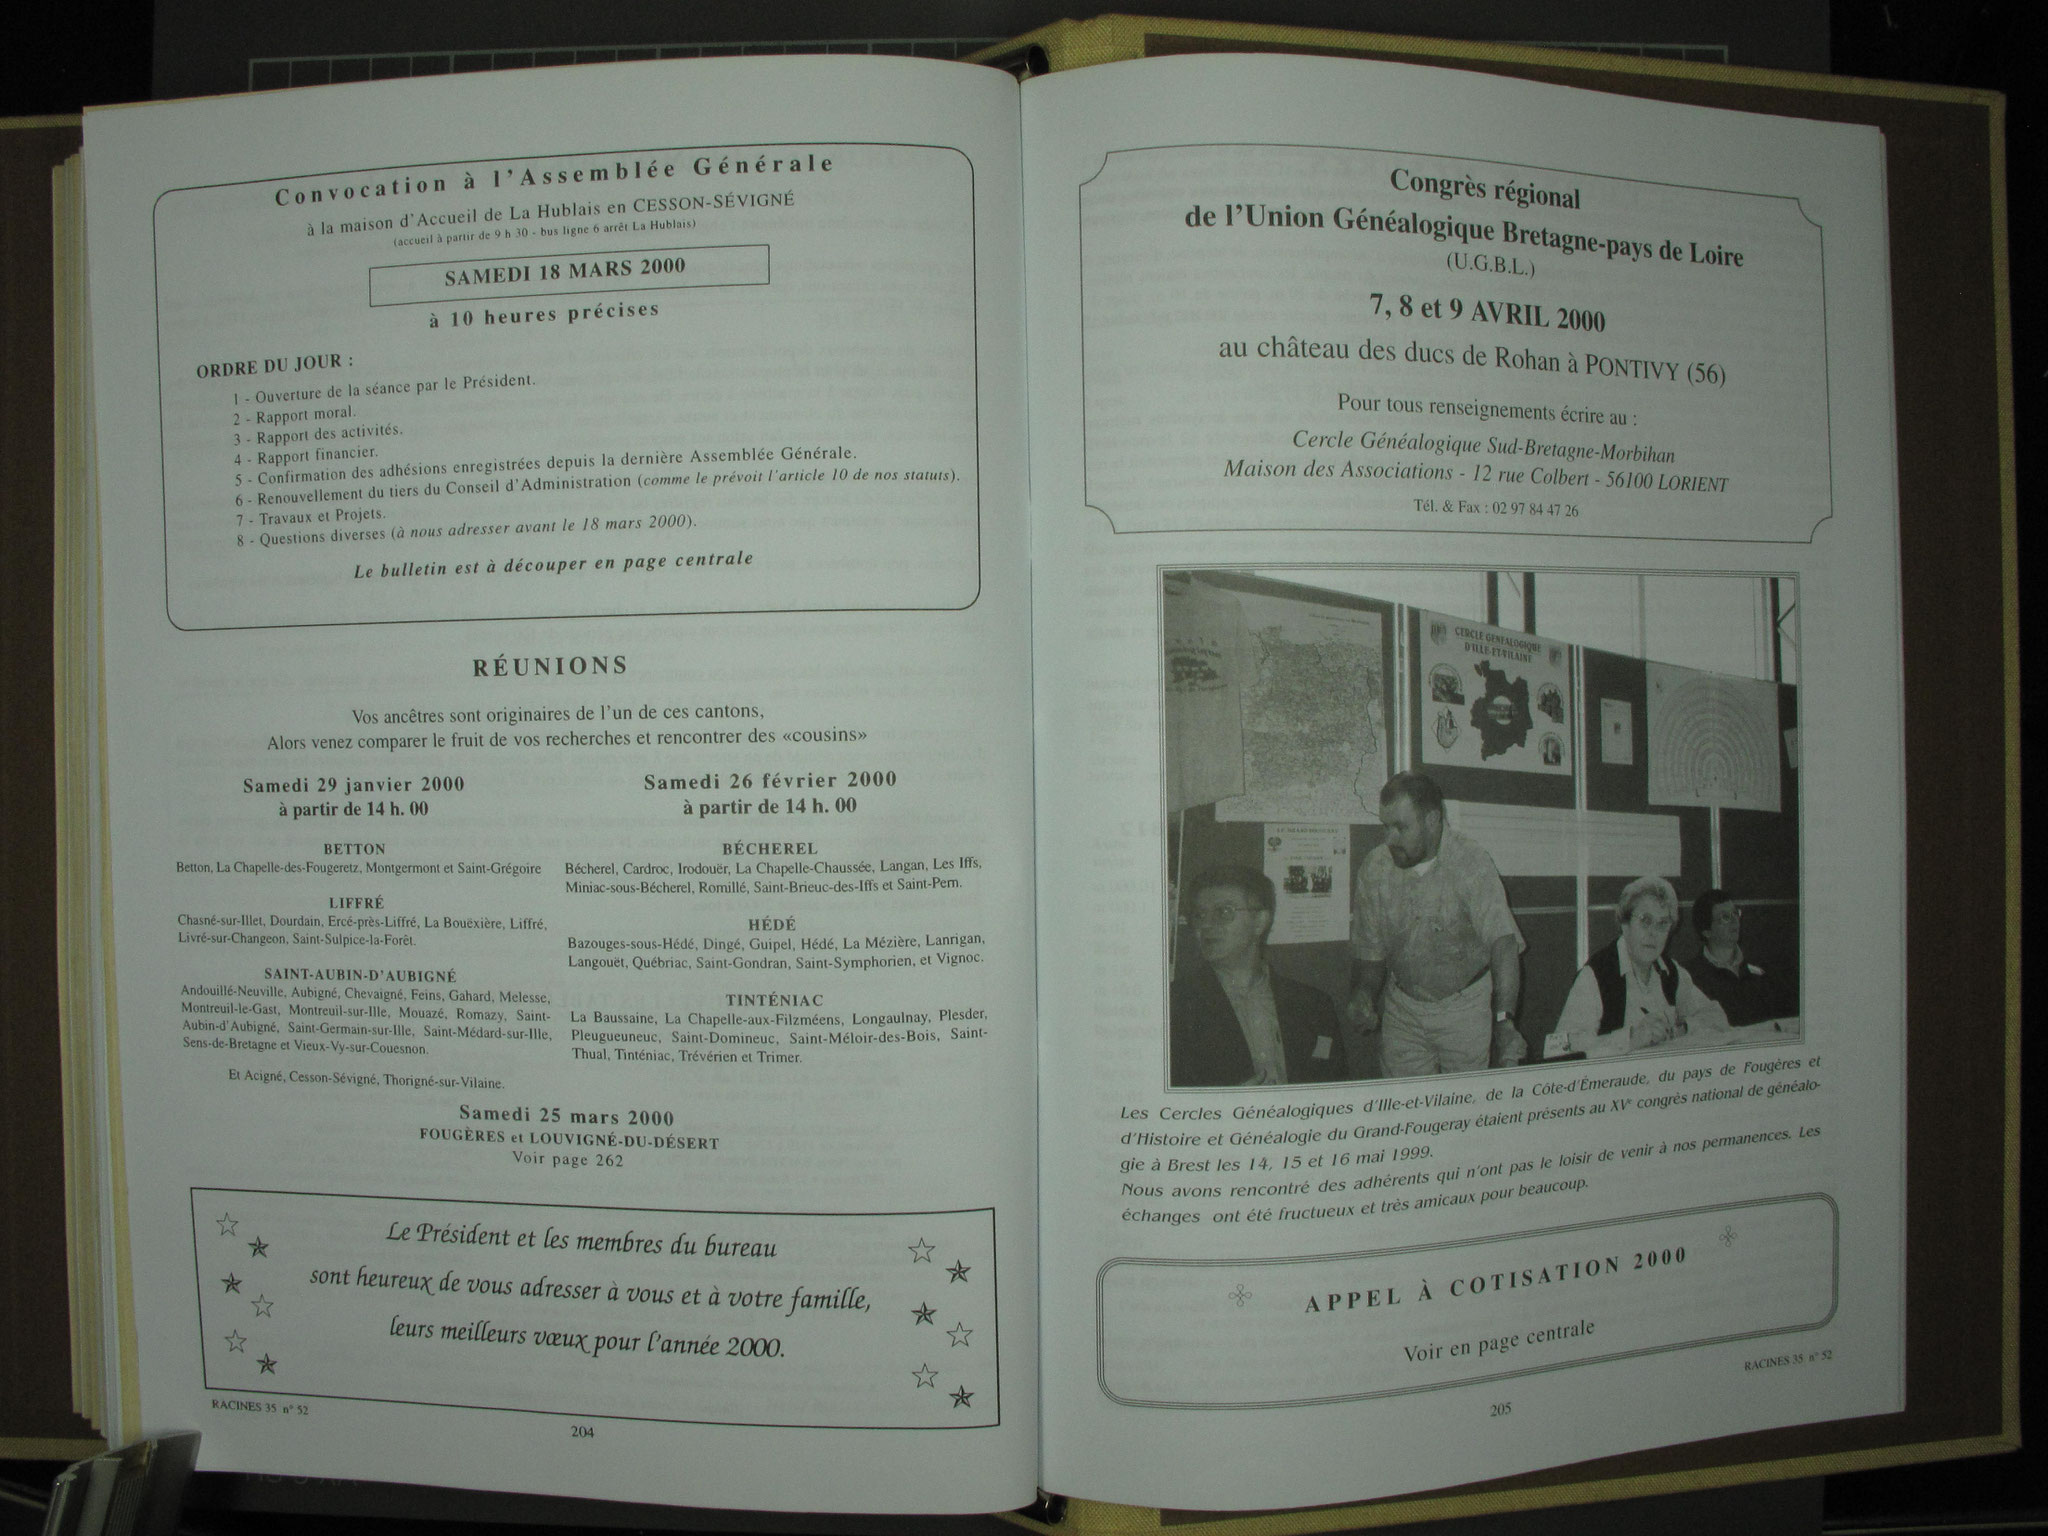 Convocation à l'Assemblée Générale
à la maison d'Accueil de La Hublais en CESSON-SÉVIGNÉ
(accueil à partir de 9 h 30 - bus ligne 6 arrêt La Hublais)
SAMEDI 18 MARS 2000
à 10 heures précises
ORDRE DU JOUR :
1 - Ouverture de la séance par le Président.
2 - Rapport moral.
3 - Rapport des activités.
4 - Rapport financier.
5 - Confirmation des adhésions enregistrées depuis la dernière Assemblée Générale.
6 - Renouvellement du tiers du Conseil d'Administration (comme le prévoit l'article 10 de nos statuts).
7 - Travaux et Projets.
8 - Questions diverses (à nous adresser avant le 18 mars 2000).
Le bulletin est à découper en page centrale
RÉUNIONS
Vos ancêtres sont originaires de l'un de ces cantons,
Alors venez comparer le fruit de vos recherches et rencontrer des «cousins»
Samedi 29 janvier 2000
à partir de 14 h. 00
BETTON
Betton, La Chapelle-des-Fougeretz, Montgermont et Saint-Grégoire
LIFFRÉ
Chasné-sur-Illet, Dourdain, Ercé-près-Liffré, La Bouëxière, Liffré,
Livré-sur-Changeon, Saint-Sulpice-la-Forêt.
SAINT-AUBIN-D'AUBIGNÉ
Andouillé-Neuville, Aubigné, Chevaigné, Feins, Gahard, Melesse,
Montreuil-le-Gast, Montreuil-sur-Ille, Mouazé, Romazy, Saint-
Aubin-d'Aubigné, Saint-Germain-sur-Ille, Saint-Médard-sur-Ille,
Sens-de-Bretagne et Vieux-Vy-sur-Couesnon.
Et Acigné, Cesson-Sévigné, Thorigné-sur-Vilaine.
Samedi 26 février 2000
à partir de 14 h. 00
BÉCHEREL
Bécherel, Cardroc, Irodouër, La Chapelle-Chaussée, Langan, Les Iffs,
Miniac-sous-Bécherel, Romillé, Saint-Brieuc-des-Iffs et Saint-Pern.
HÉDÉ
Bazouges-sous-Hédé, Dingé, Guipel, Hédé, La Mézière, Lanrigan,
Langouët, Québriac, Saint-Gondran, Saint-Symphorien, et Vignoc.
TINTÉNIAC
La Baussaine, La Chapelle-aux-Filzméens, Longaulnay, Plesder,
Pleugueuneuc, Saint-Domineuc, Saint-Méloir-des-Bois, Saint-
Thual, Tinténiac, Trévérien et Trimer.
Samedi 25 mars 2000
FOUGÈRES et LOUVIGNÉ-DU-DÉSERT
Voir page 262
Le Président et les membres du bureau
sont heureux de vous adresser à vous et à votre famille,
leurs meilleurs vœux pour l'année 2000.
RACINES 35 n° 52
204
Congrès régional
de l'Union Généalogique Bretagne-pays de Loire
(U.G.B.L.)
7, 8 et 9 AVRIL 2000
au château des ducs de Rohan à PONTIVY (56)
Pour tous renseignements écrire au :
Cercle Généalogique Sud-Bretagne-Morbihan
Maison des Associations - 12 rue Colbert - 56100 LORIENT
Tél. & Fax : 02 97 84 47 26
CERCLE GENEALOGIQUE
D'ILLE-ET-VILAINE
Les Cercles Généalogiques d'Ille-et-Vilaine, de la Côte-d'Émeraude, du pays de Fougères et
d'Histoire et Généalogie du Grand-Fougeray étaient présents au XVe congrès national de généalo-
gie à Brest les 14, 15 et 16 mai 1999.
Nous avons rencontré des adhérents qui n'ont pas le loisir de venir à nos permanences. Les
échanges ont été fructueux et très amicaux pour beaucoup.
APPEL À COTISATION 2000
Voir en page centrale
RACINES 35 n° 52
205